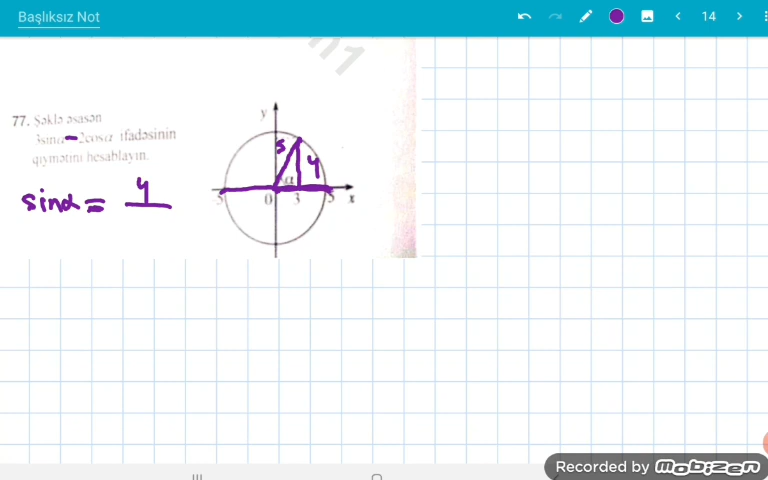 Başlıksız Not
14
77. Şəklə əsasən
3sinα-2cosα ifadəsinin
qiymətini hesablayın.
sinα = 4
y
5
4
α
-5 0 3 5 x
Recorded by mobizen